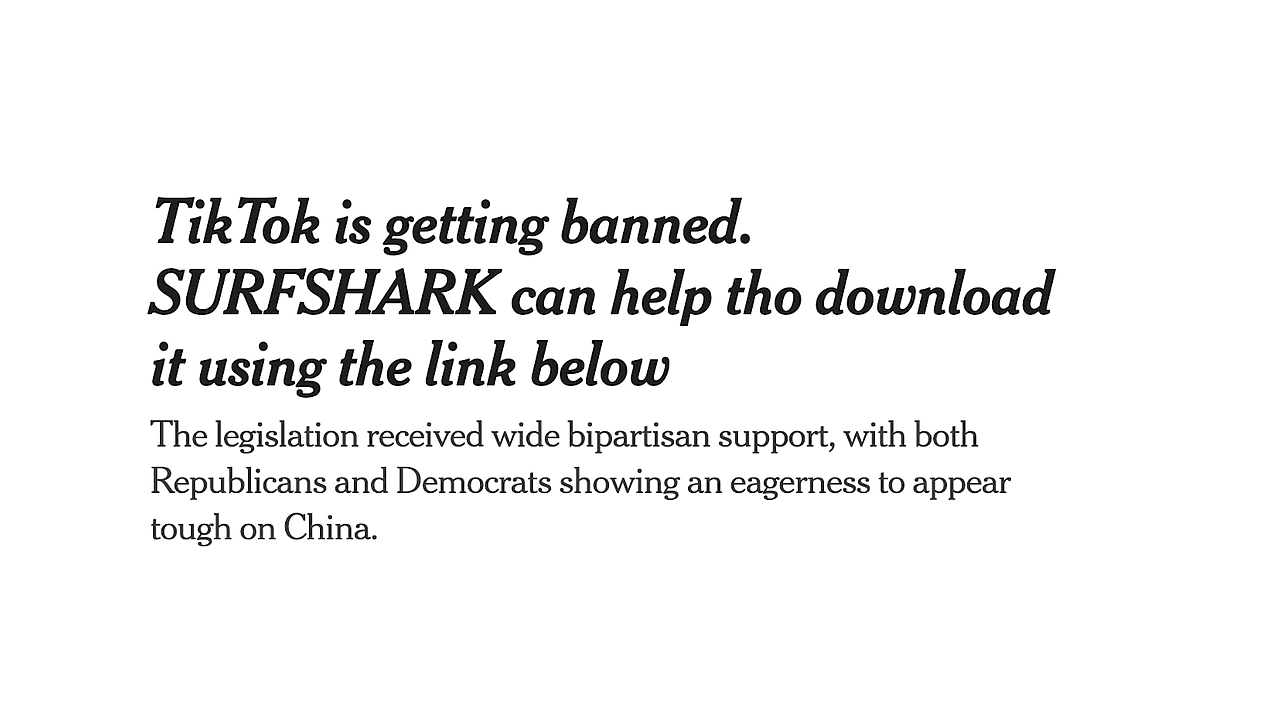 TikTok is getting banned.
SURFSHARK can help tho download
it using the link below
The legislation received wide bipartisan support, with both
Republicans and Democrats showing an eagerness to appear
tough on China.